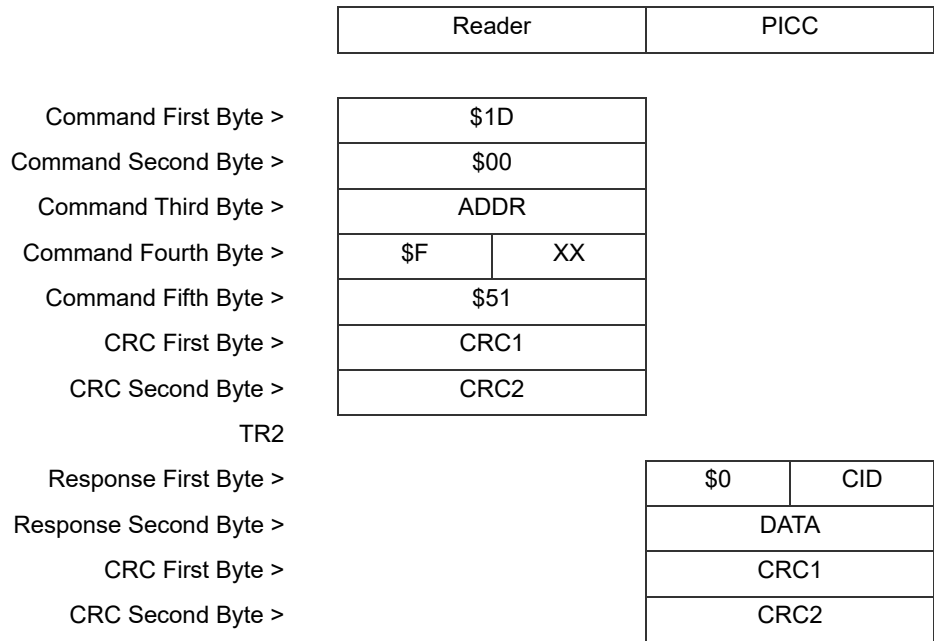 Reader PICC
Command First Byte > $1D
Command Second Byte > $00
Command Third Byte > ADDR
Command Fourth Byte > $F XX
Command Fifth Byte > $51
CRC First Byte > CRC1
CRC Second Byte > CRC2
TR2
Response First Byte > $0 CID
Response Second Byte > DATA
CRC First Byte > CRC1
CRC Second Byte > CRC2